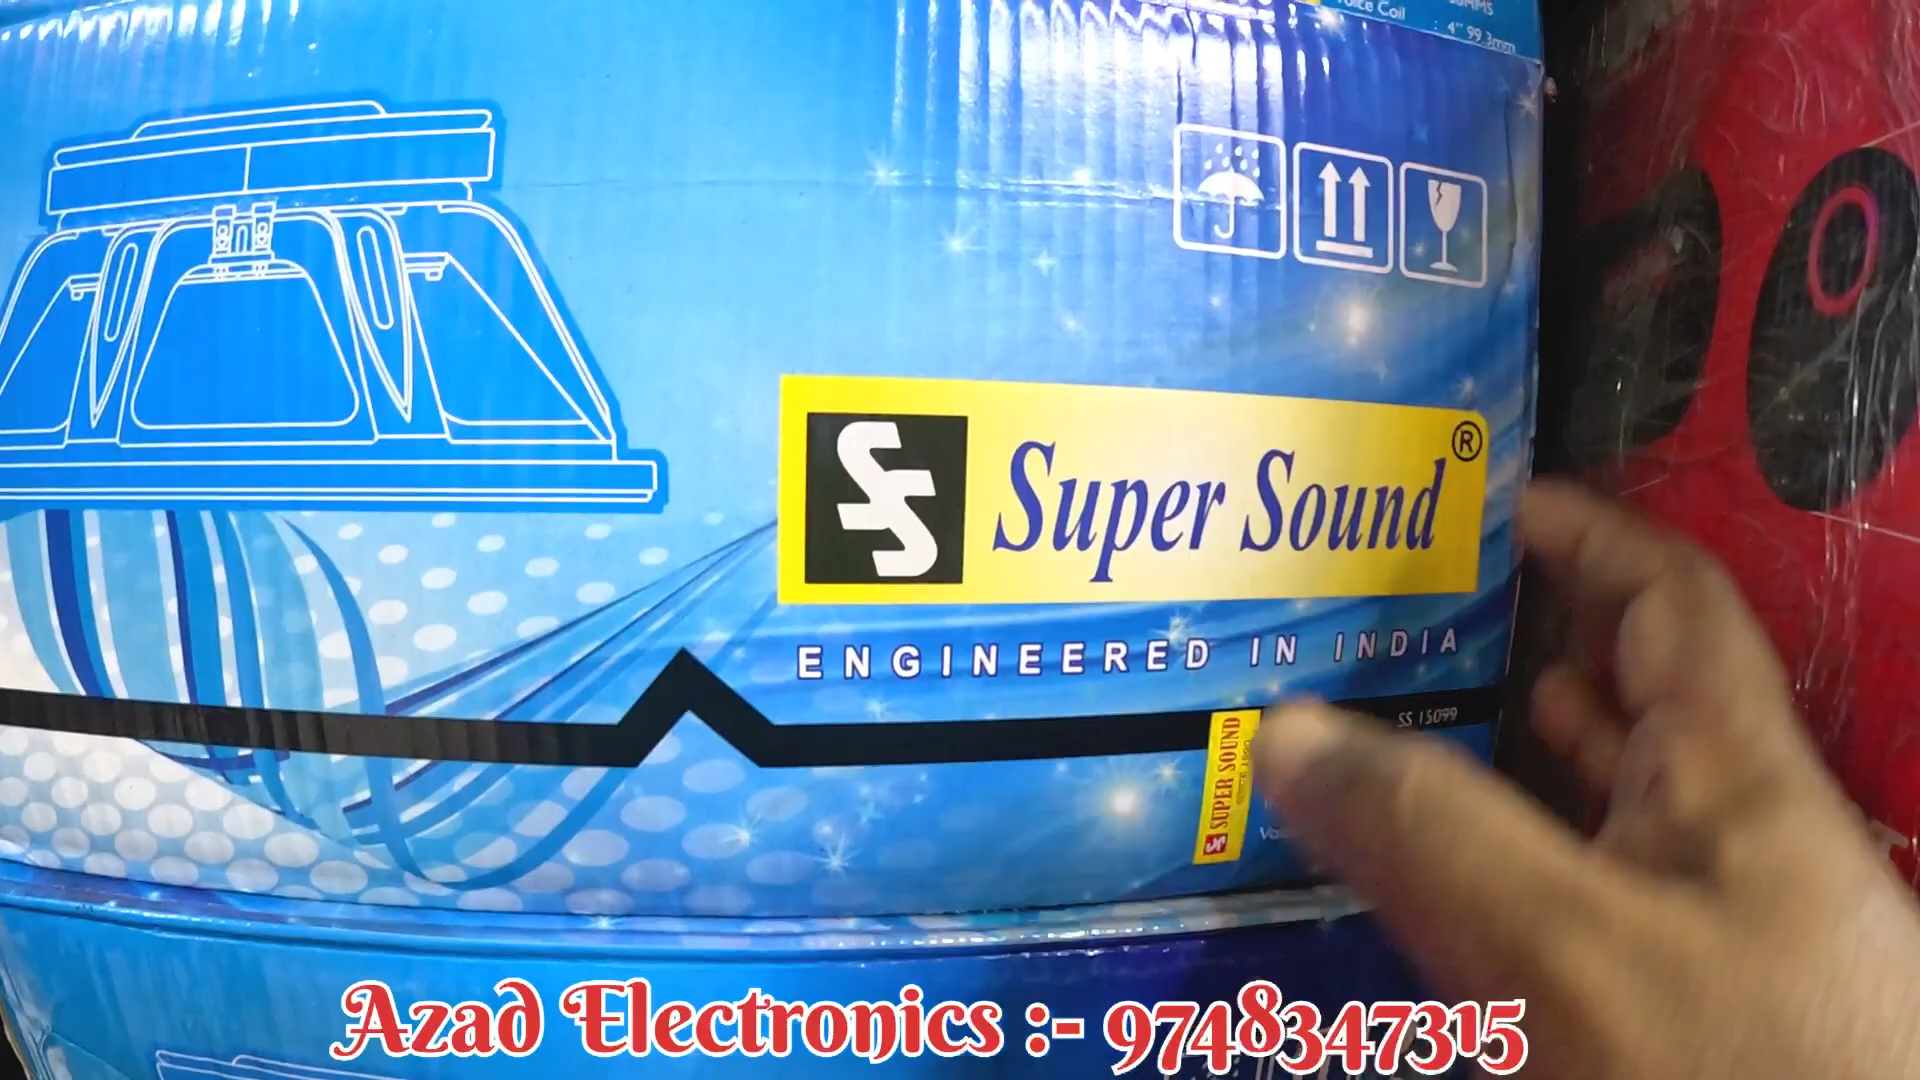 Voice Coil
: 4" 99.3mm
SS
Super Sound®
ENGINEERED IN INDIA
SS 15099
SUPER SOUND
Azad Electronics :- 9748347315